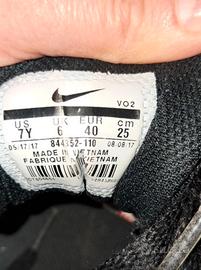 VO2
US UK EUR cm
7Y 6 40 25
05/17/17 844352-110 08/08/17
MADE IN VIETNAM
FABRIQUE AU VIETNAM